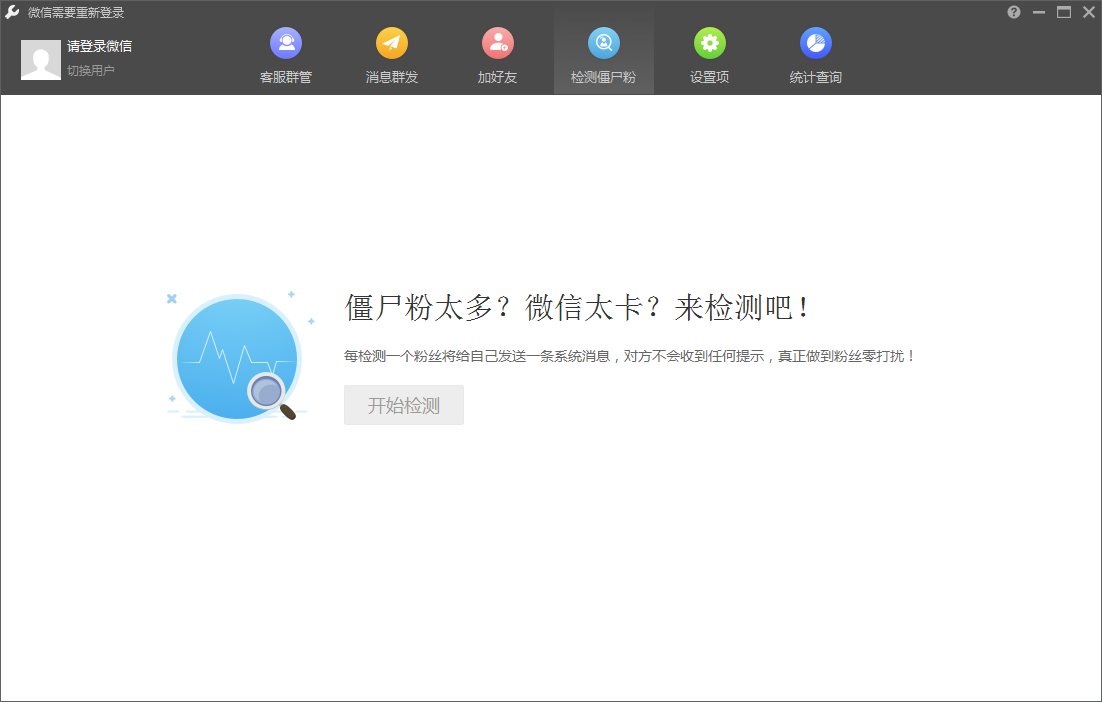 微信需要重新登录
请登录微信
切换用户
客服群管
消息群发
加好友
检测僵尸粉
设置项
统计查询
僵尸粉太多？微信太卡？来检测吧！
每检测一个粉丝将给自己发送一条系统消息，对方不会收到任何提示，真正做到粉丝零打扰！
开始检测